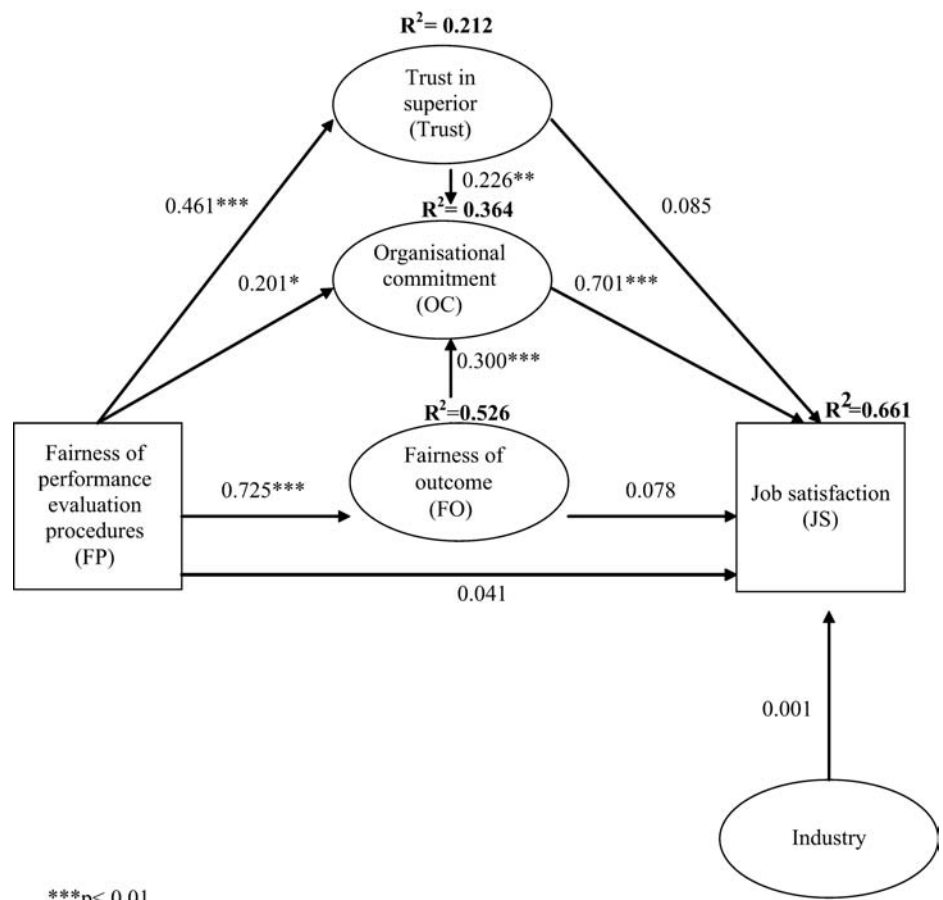 R²= 0.212
Trust in
superior
(Trust)
0.461***
0.226**
0.085
R²= 0.364
Organisational
commitment
(OC)
0.201*
0.701***
0.300***
R²=0.526
R²=0.661
Fairness of
performance
evaluation
procedures
(FP)
0.725***
Fairness of
outcome
(FO)
0.078
Job satisfaction
(JS)
0.041
0.001
Industry
***p< 0.01